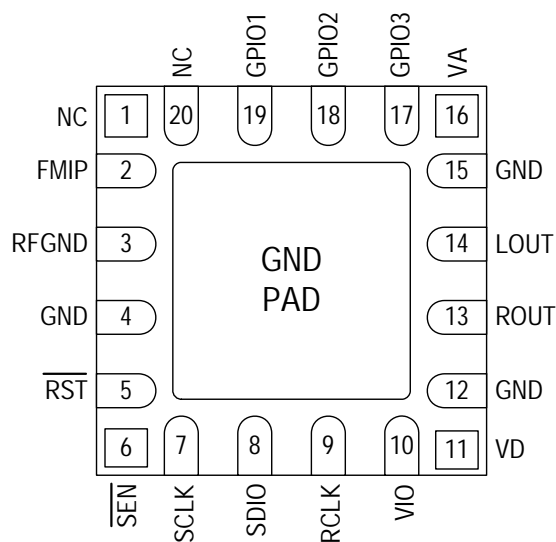 NC
GPIO1
GPIO2
GPIO3
VA
NC
1
20
19
18
17
16
FMIP
2
15
GND
RFGND
3
14
LOUT
GND
PAD
GND
4
13
ROUT
RST
5
12
GND
6
7
8
9
10
11
VD
SEN
SCLK
SDIO
RCLK
VIO